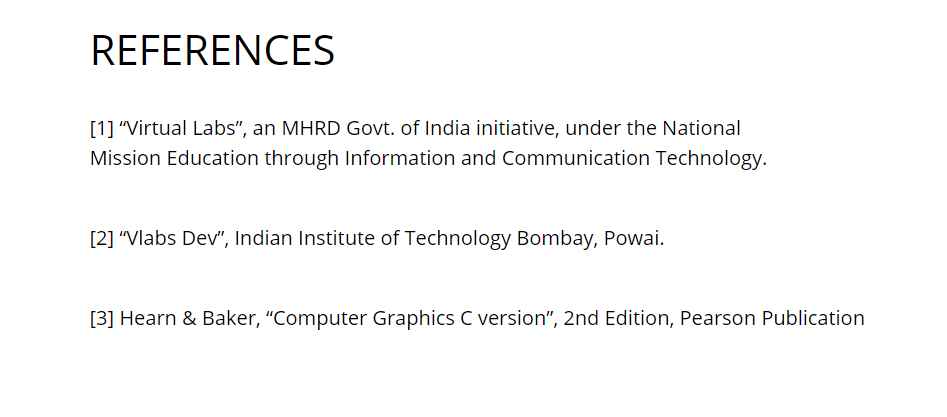 REFERENCES
[1] “Virtual Labs”, an MHRD Govt. of India initiative, under the National
Mission Education through Information and Communication Technology.
[2] “Vlabs Dev”, Indian Institute of Technology Bombay, Powai.
[3] Hearn & Baker, “Computer Graphics C version”, 2nd Edition, Pearson Publication